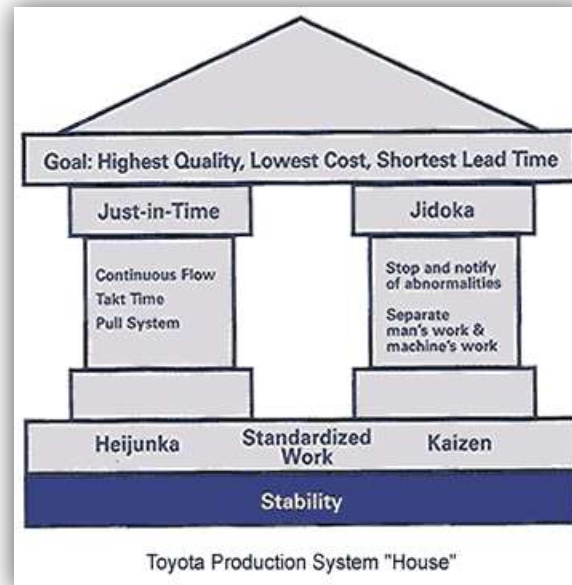 Goal: Highest Quality, Lowest Cost, Shortest Lead Time
Just-in-Time
Continuous Flow
Takt Time
Pull System
Jidoka
Stop and notify
of abnormalities
Separate
man's work &
machine's work
Heijunka
Standardized
Work
Kaizen
Stability
Toyota Production System "House"